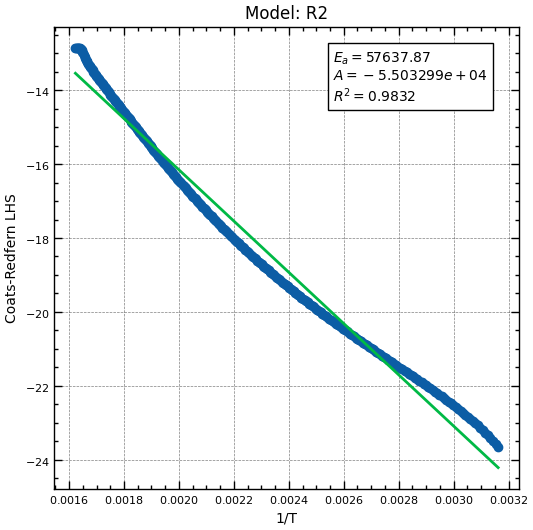 Model: R2
E_a = 57637.87
A = −5.503299e + 04
R² = 0.9832
−14
−16
−18
−20
−22
−24
Coats-Redfern LHS
0.0016 0.0018 0.0020 0.0022 0.0024 0.0026 0.0028 0.0030 0.0032
1/T